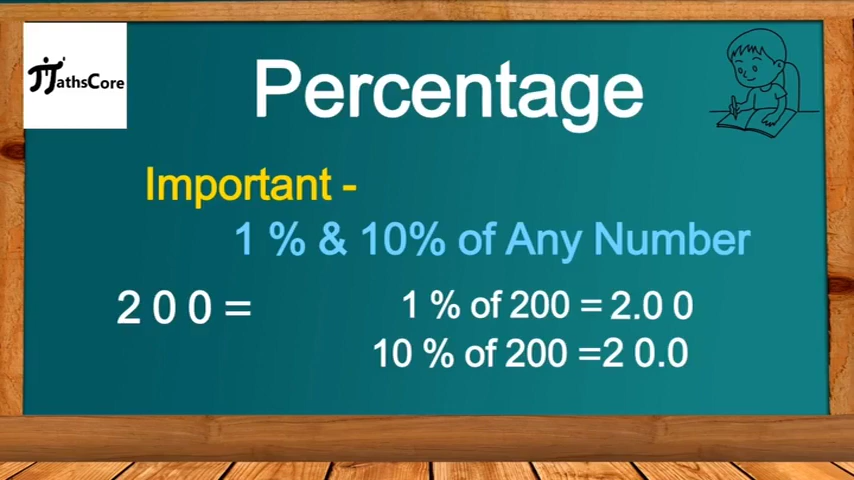 πJathsCore
Percentage
Important -
1 % & 10% of Any Number
2 0 0 =
1 % of 200 = 2.0 0
10 % of 200 =2 0.0